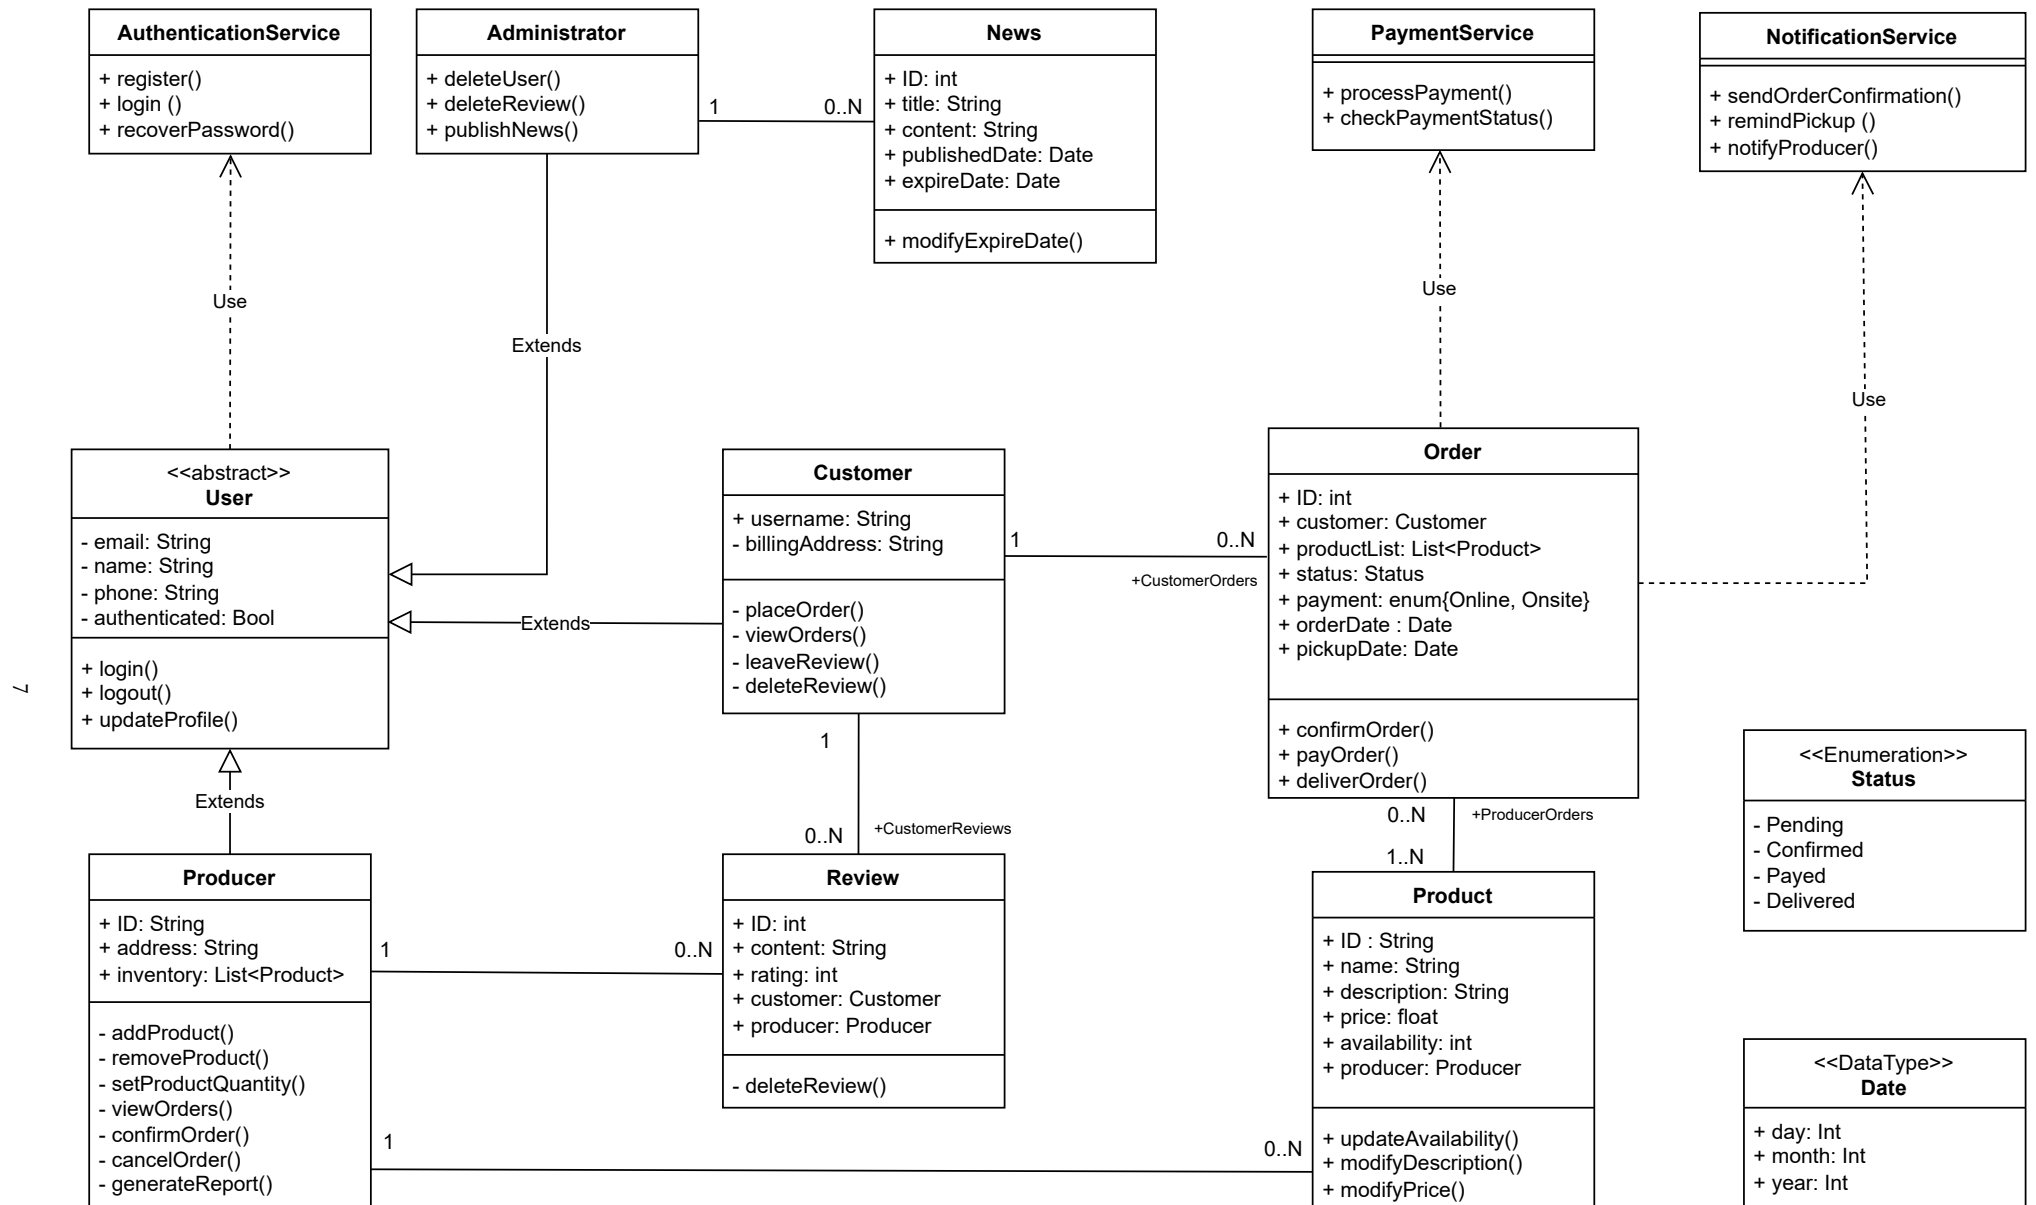 AuthenticationService
+ register()
+ login ()
+ recoverPassword()
Administrator
+ deleteUser()
+ deleteReview()
+ publishNews()
1
0..N
News
+ ID: int
+ title: String
+ content: String
+ publishedDate: Date
+ expireDate: Date
+ modifyExpireDate()
PaymentService
+ processPayment()
+ checkPaymentStatus()
NotificationService
+ sendOrderConfirmation()
+ remindPickup ()
+ notifyProducer()
Use
Extends
Use
Use
<<abstract>>
User
- email: String
- name: String
- phone: String
- authenticated: Bool
+ login()
+ logout()
+ updateProfile()
Extends
Customer
+ username: String
- billingAddress: String
- placeOrder()
- viewOrders()
- leaveReview()
- deleteReview()
1
0..N
+CustomerOrders
Order
+ ID: int
+ customer: Customer
+ productList: List<Product>
+ status: Status
+ payment: enum{Online, Onsite}
+ orderDate : Date
+ pickupDate: Date
+ confirmOrder()
+ payOrder()
+ deliverOrder()
7
Extends
1
0..N
+CustomerReviews
0..N
+ProducerOrders
1..N
<<Enumeration>>
Status
- Pending
- Confirmed
- Payed
- Delivered
Producer
+ ID: String
+ address: String
+ inventory: List<Product>
- addProduct()
- removeProduct()
- setProductQuantity()
- viewOrders()
- confirmOrder()
- cancelOrder()
- generateReport()
1
0..N
Review
+ ID: int
+ content: String
+ rating: int
+ customer: Customer
+ producer: Producer
- deleteReview()
1
0..N
Product
+ ID : String
+ name: String
+ description: String
+ price: float
+ availability: int
+ producer: Producer
+ updateAvailability()
+ modifyDescription()
+ modifyPrice()
<<DataType>>
Date
+ day: Int
+ month: Int
+ year: Int